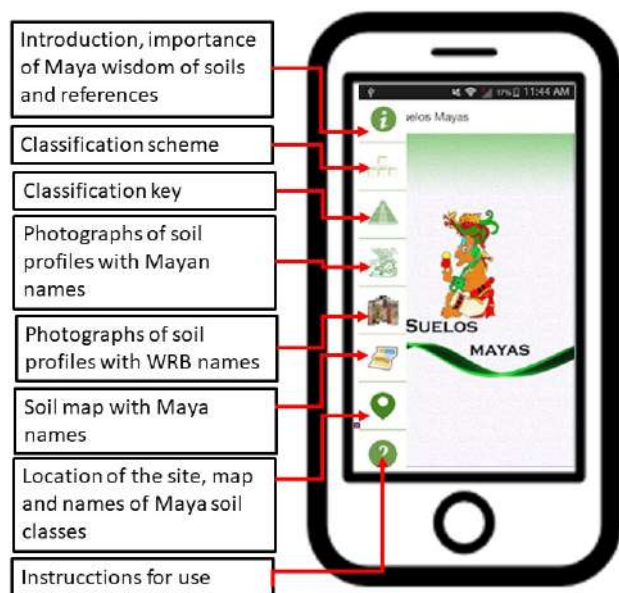 Introduction, importance
of Maya wisdom of soils
and references
Classification scheme
Classification key
Photographs of soil
profiles with Mayan
names
Photographs of soil
profiles with WRB names
Soil map with Maya
names
Location of the site, map
and names of Maya soil
classes
Instrucctions for use
17% 11:44 AM
uelos Mayas
i
SUELOS
MAYAS
?